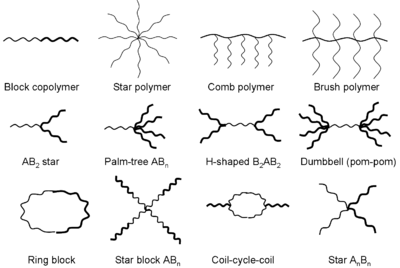 Block copolymer Star polymer Comb polymer Brush polymer
AB2 star Palm-tree ABn H-shaped B2AB2 Dumbbell (pom-pom)
Ring block Star block ABn Coil-cycle-coil Star AnBn